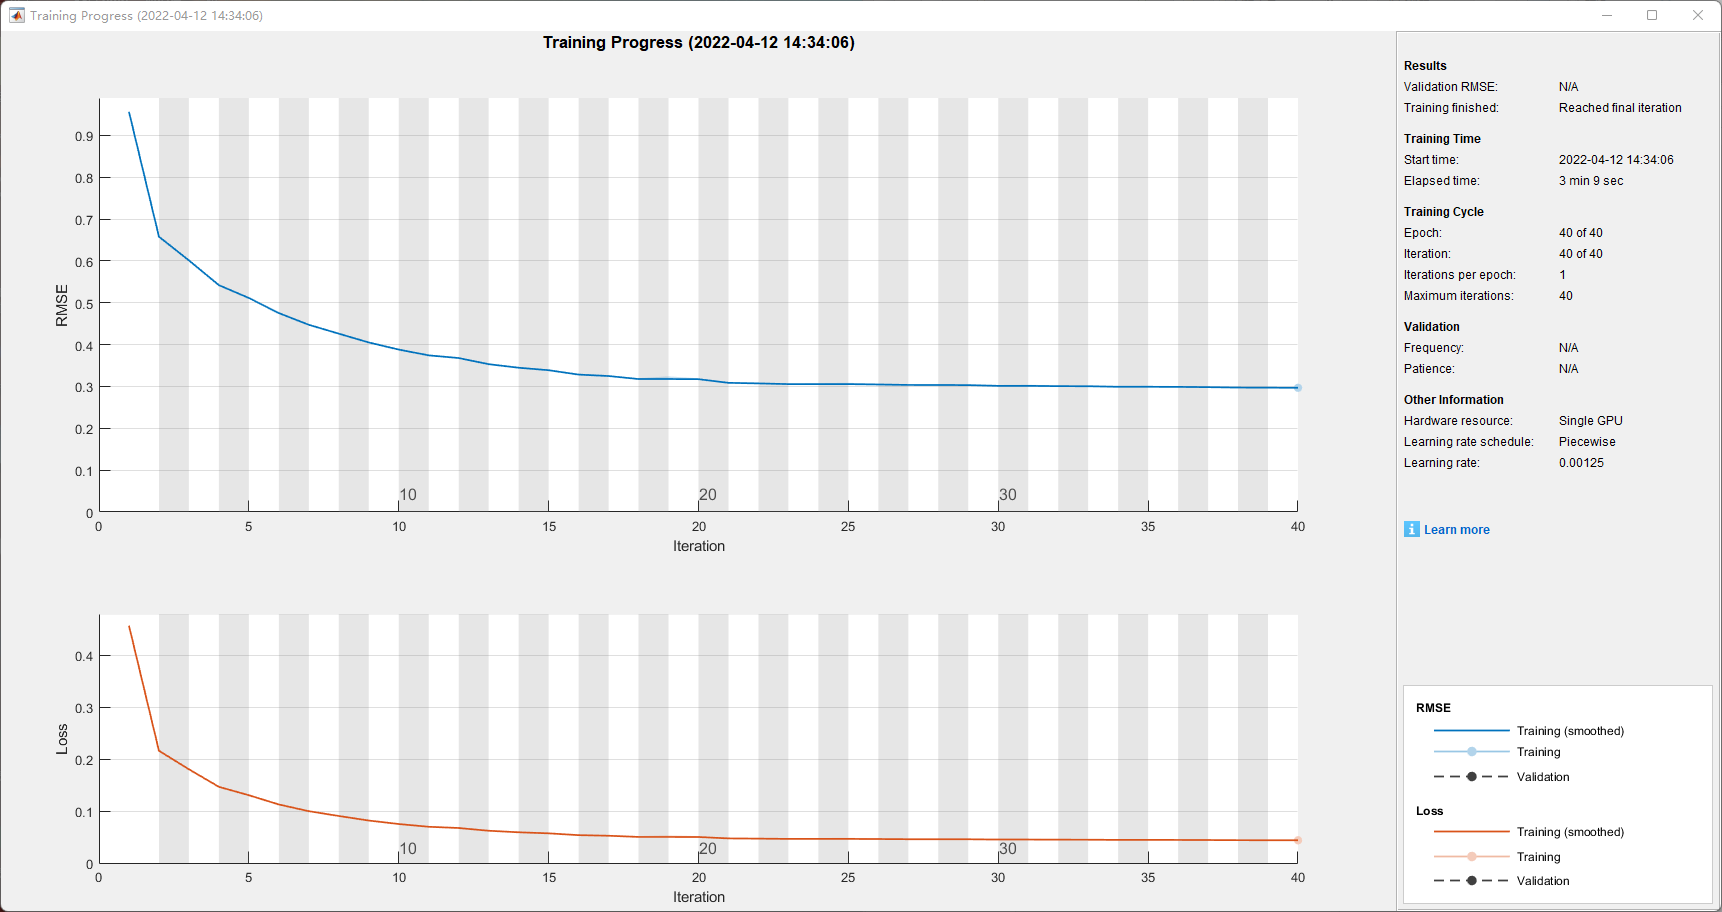 Training Progress (2022-04-12 14:34:06)
Training Progress (2022-04-12 14:34:06)
RMSE
0.9
0.8
0.7
0.6
0.5
0.4
0.3
0.2
0.1
0
10
20
30
0 5 10 15 20 25 30 35 40
Iteration
Loss
0.4
0.3
0.2
0.1
0
10
20
30
0 5 10 15 20 25 30 35 40
Iteration
Results
Validation RMSE: N/A
Training finished: Reached final iteration
Training Time
Start time: 2022-04-12 14:34:06
Elapsed time: 3 min 9 sec
Training Cycle
Epoch: 40 of 40
Iteration: 40 of 40
Iterations per epoch: 1
Maximum iterations: 40
Validation
Frequency: N/A
Patience: N/A
Other Information
Hardware resource: Single GPU
Learning rate schedule: Piecewise
Learning rate: 0.00125
Learn more
RMSE
Training (smoothed)
Training
Validation
Loss
Training (smoothed)
Training
Validation